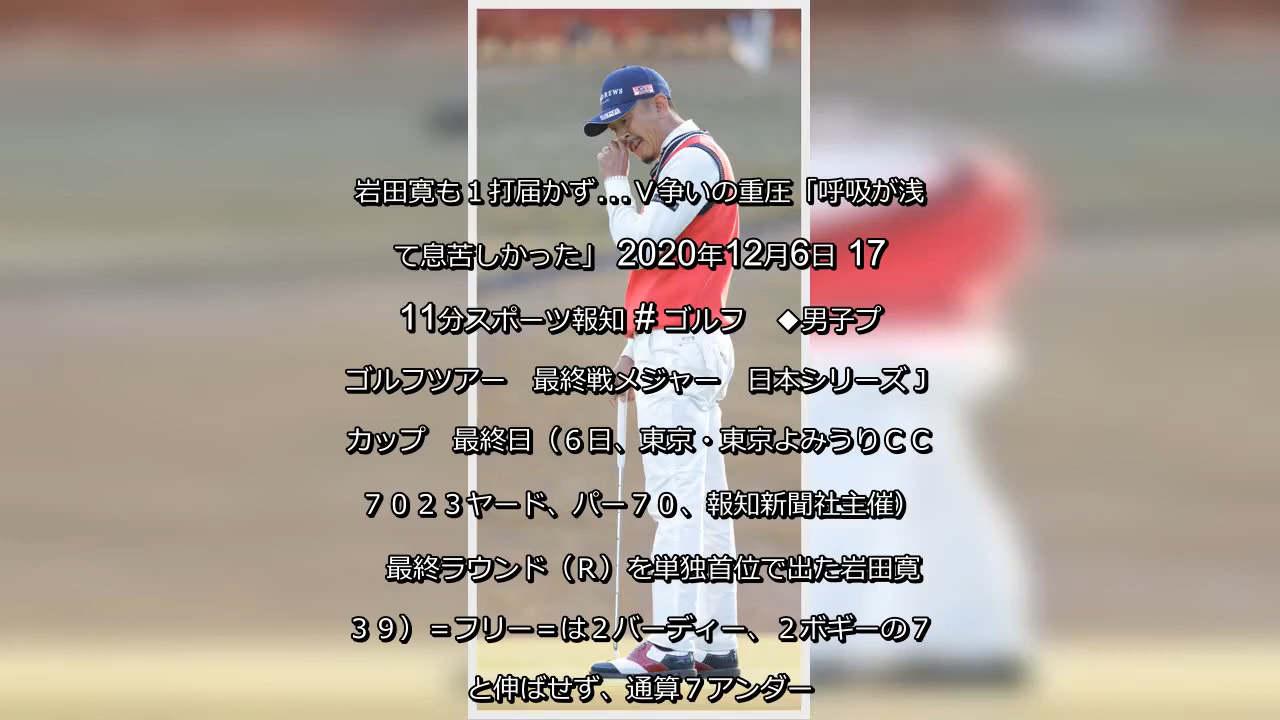 岩田寛も１打届かず…Ｖ争いの重圧「呼吸が浅
て息苦しかった」 2020年12月6日 17
11分スポーツ報知 # ゴルフ　◆男子プ
ゴルフツアー　最終戦メジャー　日本シリーズＪ
カップ　最終日（６日、東京・東京よみうりＣＣ
７０２３ヤード、パー７０、報知新聞社主催）
最終ラウンド（Ｒ）を単独首位で出た岩田寛
３９）＝フリー＝は２バーディー、２ボギーの７
と伸ばせず、通算７アンダー